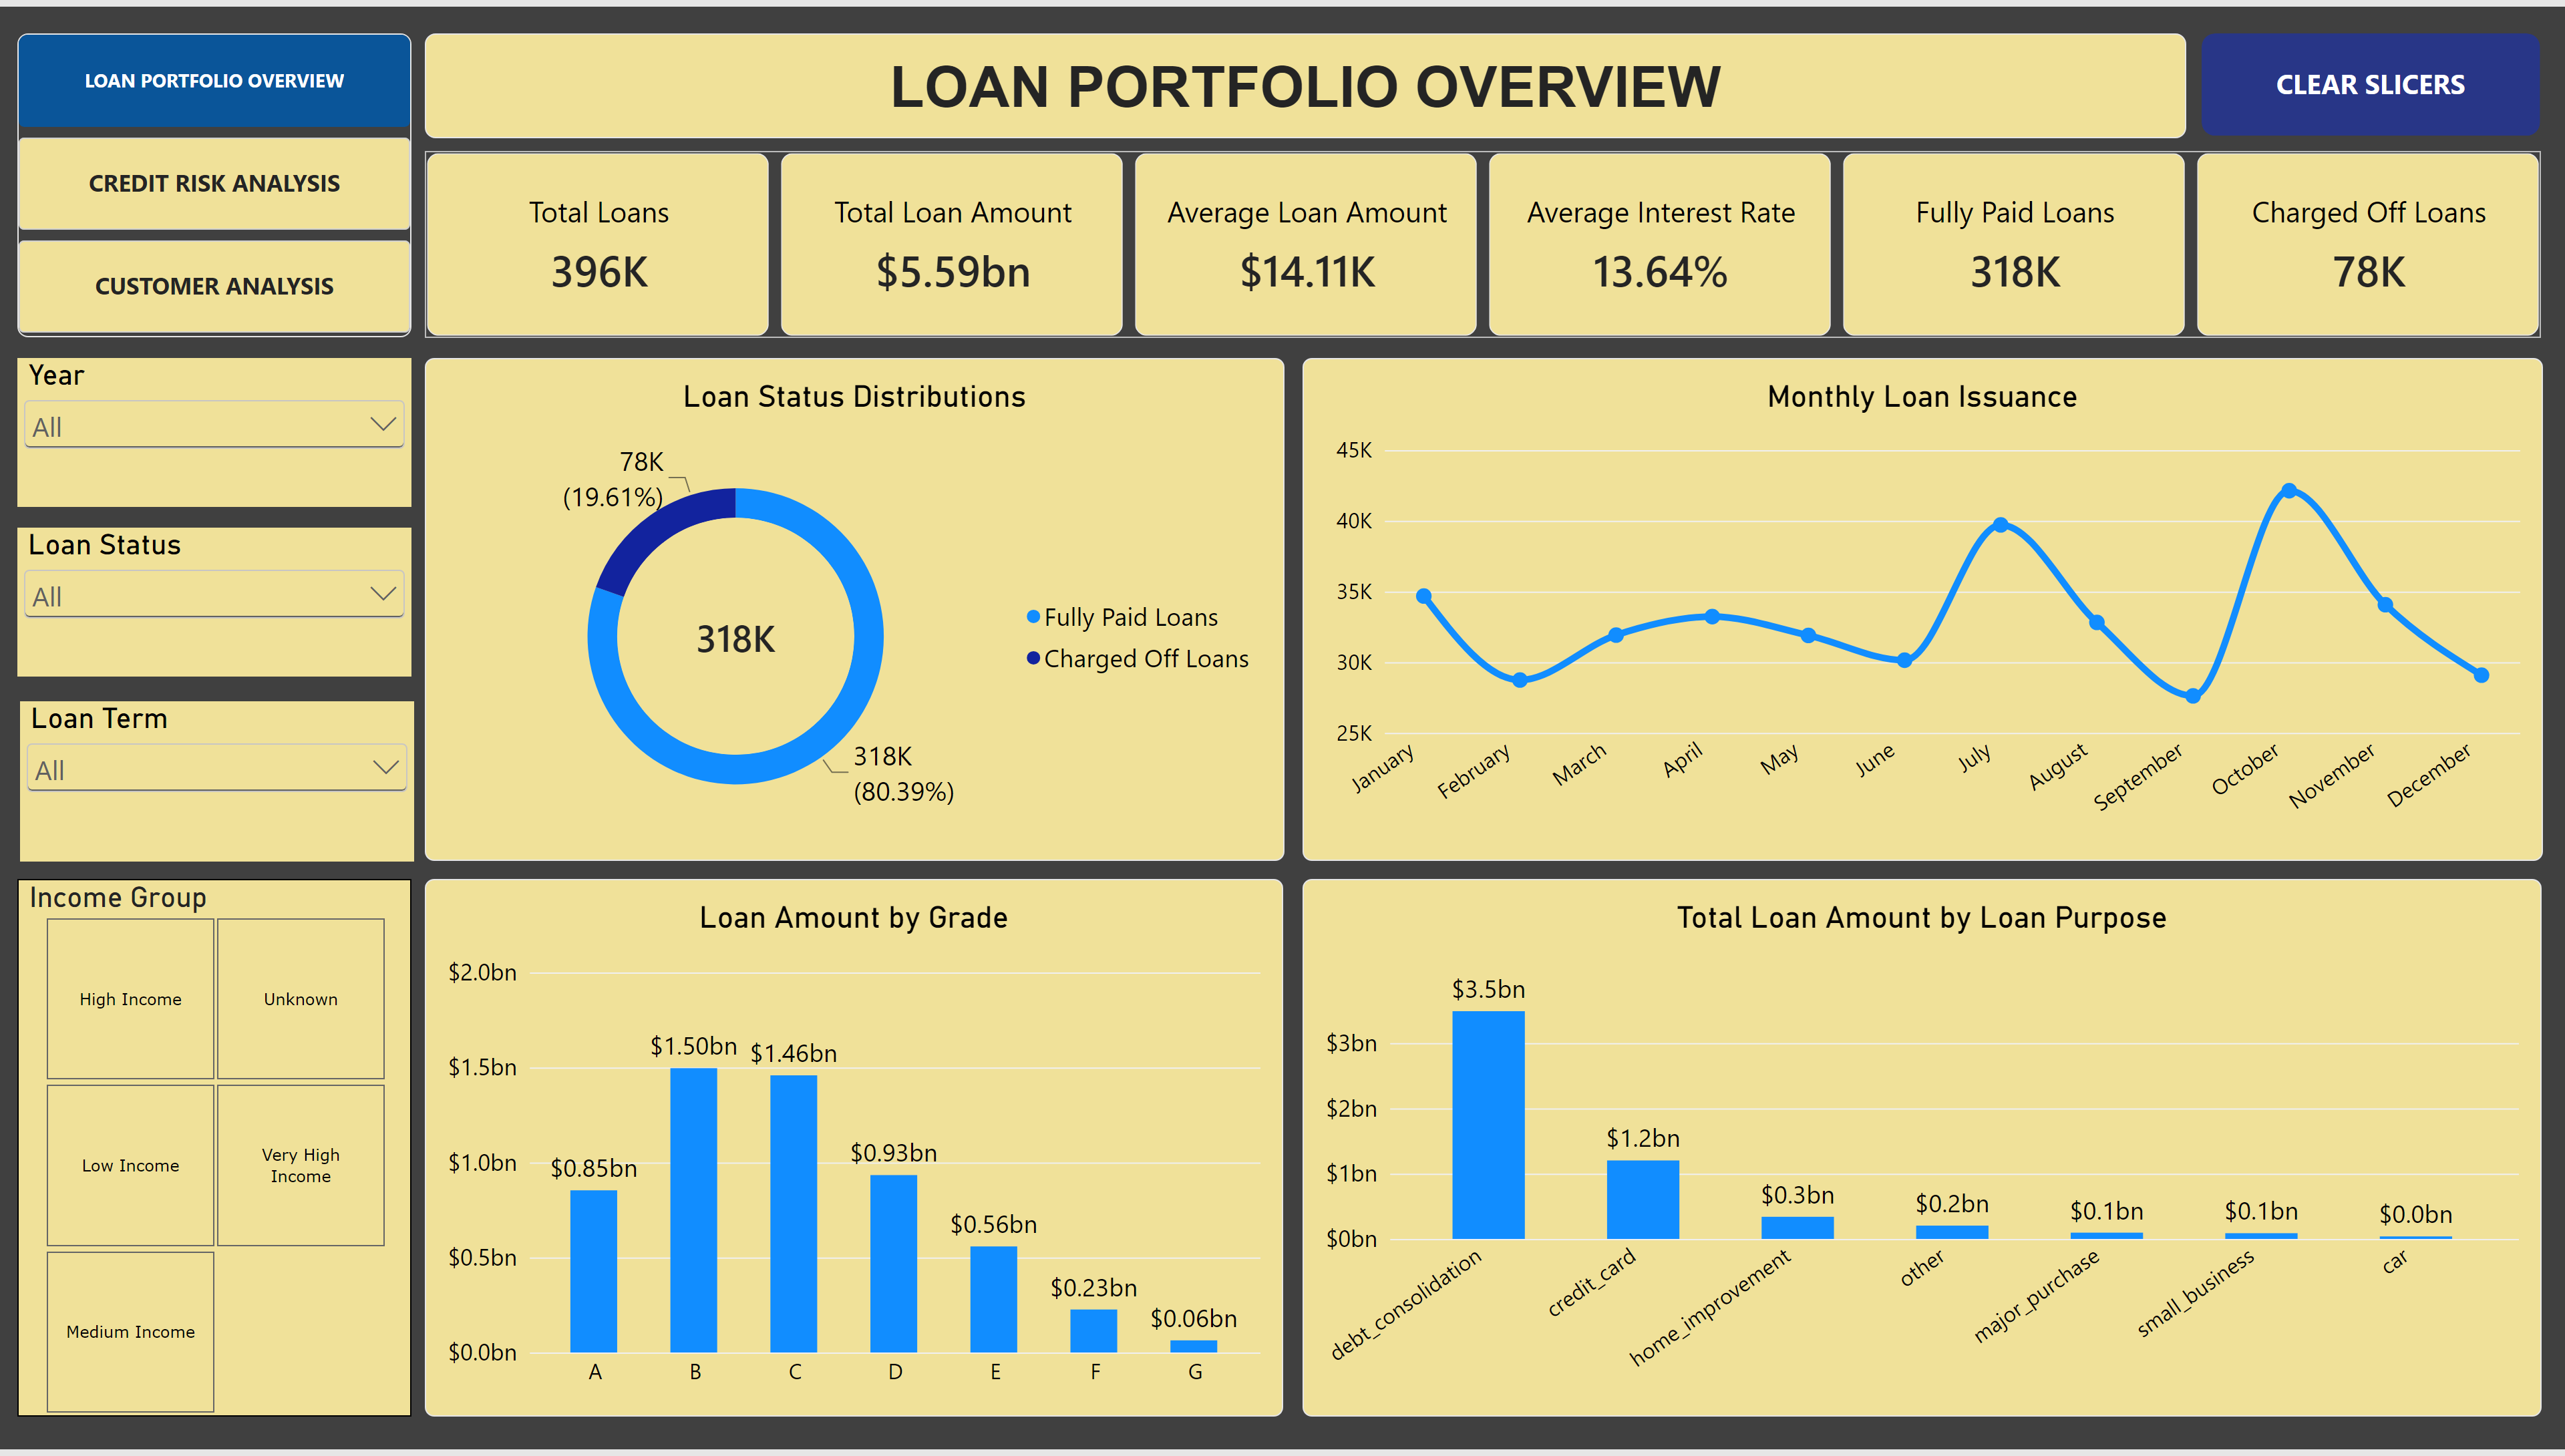 LOAN PORTFOLIO OVERVIEW
CREDIT RISK ANALYSIS
CUSTOMER ANALYSIS
LOAN PORTFOLIO OVERVIEW
CLEAR SLICERS
Total Loans
396K
Total Loan Amount
$5.59bn
Average Loan Amount
$14.11K
Average Interest Rate
13.64%
Fully Paid Loans
318K
Charged Off Loans
78K
Year
All
Loan Status
All
Loan Term
All
Income Group
High Income
Unknown
Low Income
Very High
Income
Medium Income
Loan Status Distributions
78K
(19.61%)
318K
318K
(80.39%)
Fully Paid Loans
Charged Off Loans
Monthly Loan Issuance
45K
40K
35K
30K
25K
January
February
March
April
May
June
July
August
September
October
November
December
Loan Amount by Grade
$2.0bn
$1.5bn
$1.0bn
$0.5bn
$0.0bn
$0.85bn
$1.50bn
$1.46bn
$0.93bn
$0.56bn
$0.23bn
$0.06bn
A
B
C
D
E
F
G
Total Loan Amount by Loan Purpose
$3bn
$2bn
$1bn
$0bn
$3.5bn
$1.2bn
$0.3bn
$0.2bn
$0.1bn
$0.1bn
$0.0bn
debt_consolidation
credit_card
home_improvement
other
major_purchase
small_business
car